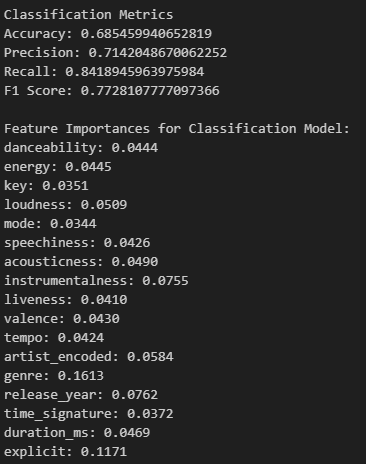 Classification Metrics
Accuracy: 0.685459940652819
Precision: 0.7142048670062252
Recall: 0.8418945963975984
F1 Score: 0.7728107777097366

Feature Importances for Classification Model:
danceability: 0.0444
energy: 0.0445
key: 0.0351
loudness: 0.0509
mode: 0.0344
speechiness: 0.0426
acousticness: 0.0490
instrumentalness: 0.0755
liveness: 0.0410
valence: 0.0430
tempo: 0.0424
artist_encoded: 0.0584
genre: 0.1613
release_year: 0.0762
time_signature: 0.0372
duration_ms: 0.0469
explicit: 0.1171